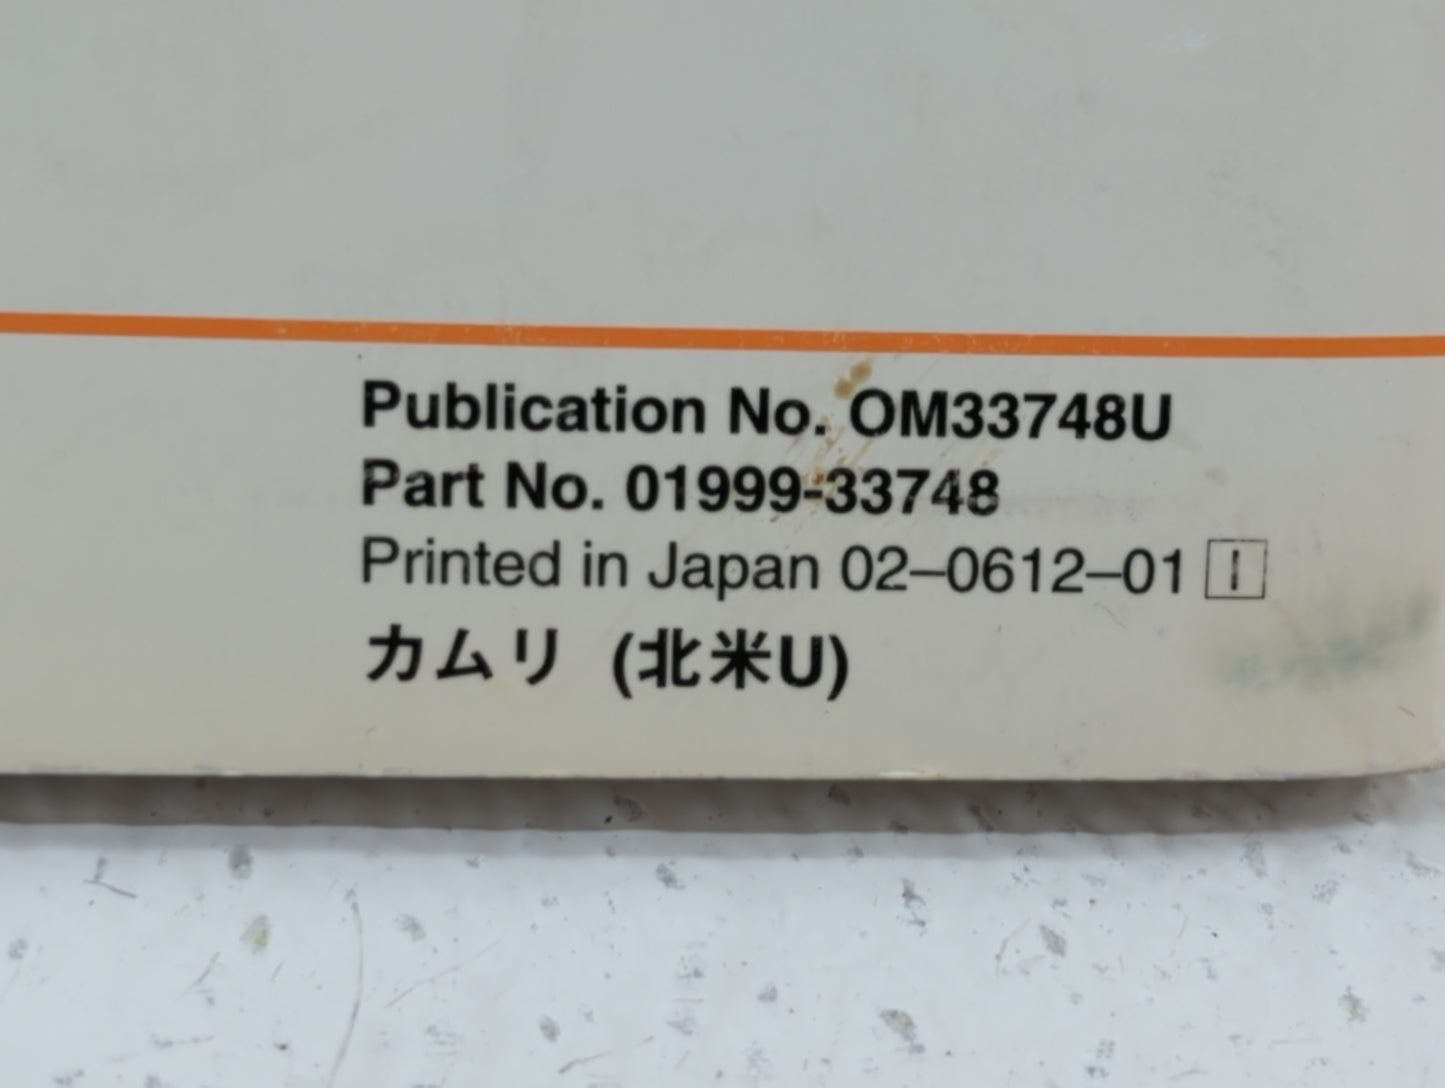 Publication No. OM33748U
Part No. 01999-33748
Printed in Japan 02–0612–01 I
カムリ (北米U)